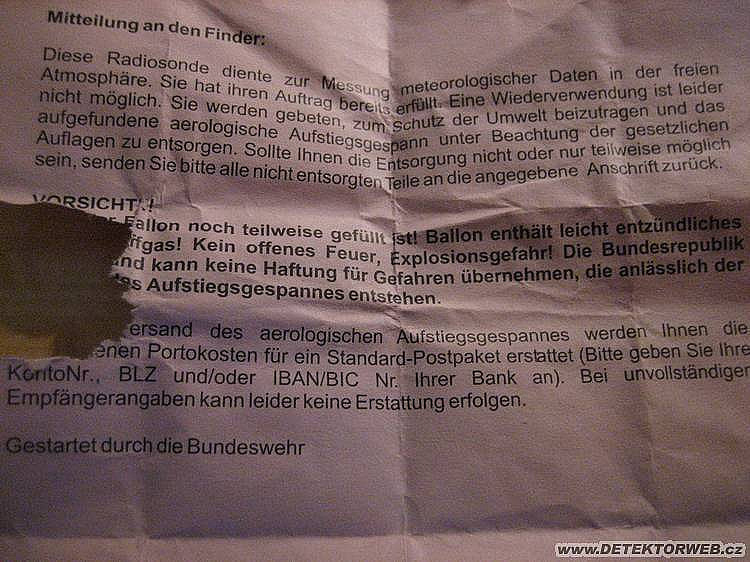 Mitteilung an den Finder:
Diese Radiosonde diente zur Messung meteorologischer Daten in der freien
Atmosphäre. Sie hat ihren Auftrag bereits erfüllt. Eine Wiederverwendung ist leider
nicht möglich. Sie werden gebeten, zum Schutz der Umwelt beizutragen und das
aufgefundene aerologische Aufstiegsgespann unter Beachtung der gesetzlichen
Auflagen zu entsorgen. Sollte Ihnen die Entsorgung nicht oder nur teilweise möglich
sein, senden Sie bitte alle nicht entsorgten Teile an die angegebene Anschrift zurück.
VORSICHT!!
Ballon noch teilweise gefüllt ist! Ballon enthält leicht entzündliches
ffgas! Kein offenes Feuer, Explosionsgefahr! Die Bundesrepublik
nd kann keine Haftung für Gefahren übernehmen, die anlässlich der
s Aufstiegsgespannes entstehen.
ersand des aerologischen Aufstiegsgespannes werden Ihnen die
enen Portokosten für ein Standard-Postpaket erstattet (Bitte geben Sie Ihre
KontoNr., BLZ und/oder IBAN/BIC Nr. Ihrer Bank an). Bei unvollständiger
Empfängerangaben kann leider keine Erstattung erfolgen.
Gestartet durch die Bundeswehr
www.DETEKTORWEB.cz